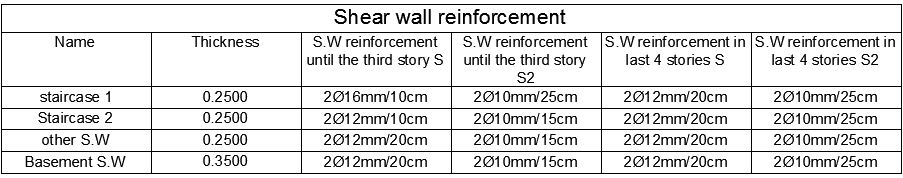 Shear wall reinforcement
Name Thickness S.W reinforcement until the third story S S.W reinforcement until the third story S2 S.W reinforcement in last 4 stories S S.W reinforcement in last 4 stories S2
staircase 1 0.2500 2Ø16mm/10cm 2Ø10mm/25cm 2Ø12mm/20cm 2Ø10mm/25cm
Staircase 2 0.2500 2Ø12mm/10cm 2Ø10mm/15cm 2Ø12mm/20cm 2Ø10mm/25cm
other S.W 0.2500 2Ø12mm/20cm 2Ø10mm/15cm 2Ø12mm/20cm 2Ø10mm/25cm
Basement S.W 0.3500 2Ø12mm/20cm 2Ø10mm/15cm 2Ø12mm/20cm 2Ø10mm/25cm